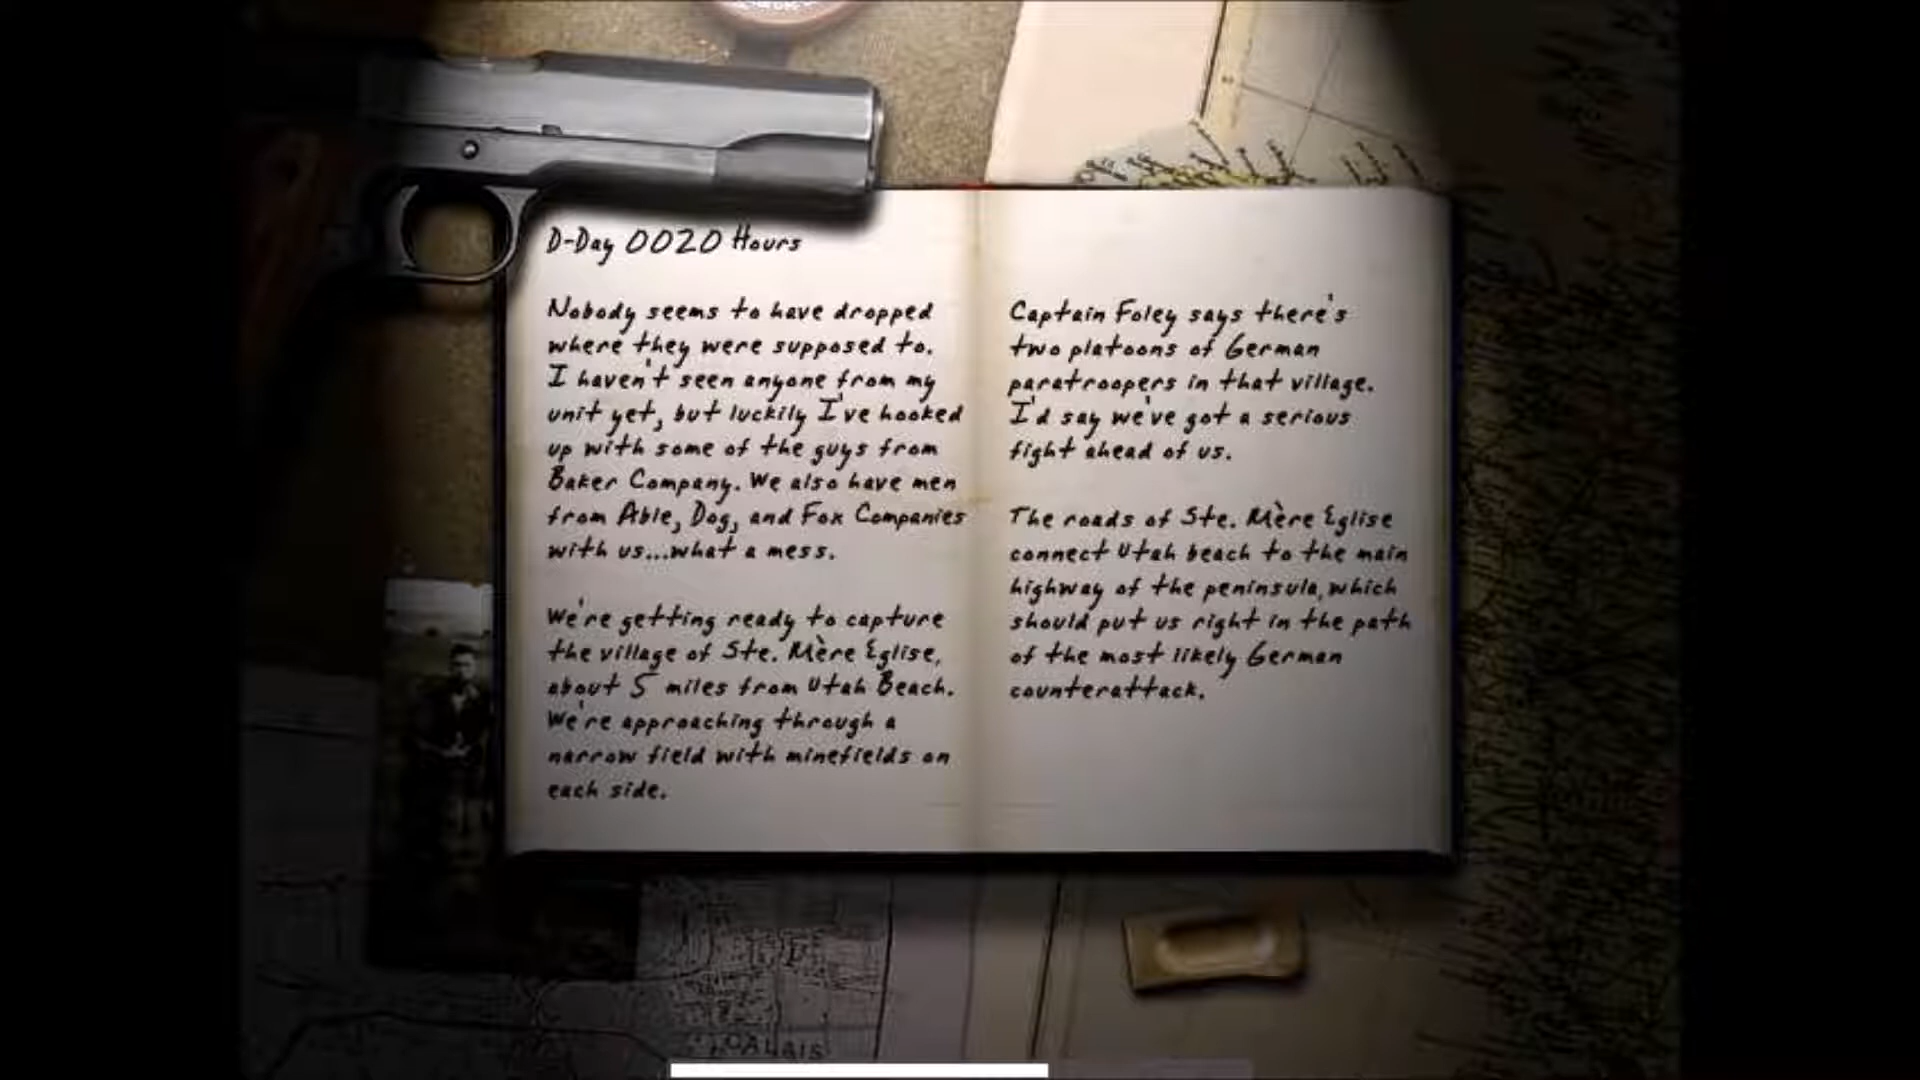 D-Day 0020 Hours
Nobody seems to have dropped
where they were supposed to.
I haven't seen anyone from my
unit yet, but luckily I've hooked
up with some of the guys from
Baker Company. We also have men
from Able, Dog, and Fox Companies
with us...what a mess.
We're getting ready to capture
the village of Ste. Mère Eglise,
about 5 miles from Utah Beach.
We're approaching through a
narrow field with minefields on
each side.
Captain Foley says there's
two platoons of German
paratroopers in that village.
I'd say we've got a serious
fight ahead of us.
The roads of Ste. Mère Eglise
connect Utah beach to the main
highway of the peninsula, which
should put us right in the path
of the most likely German
counterattack.
CALAIS